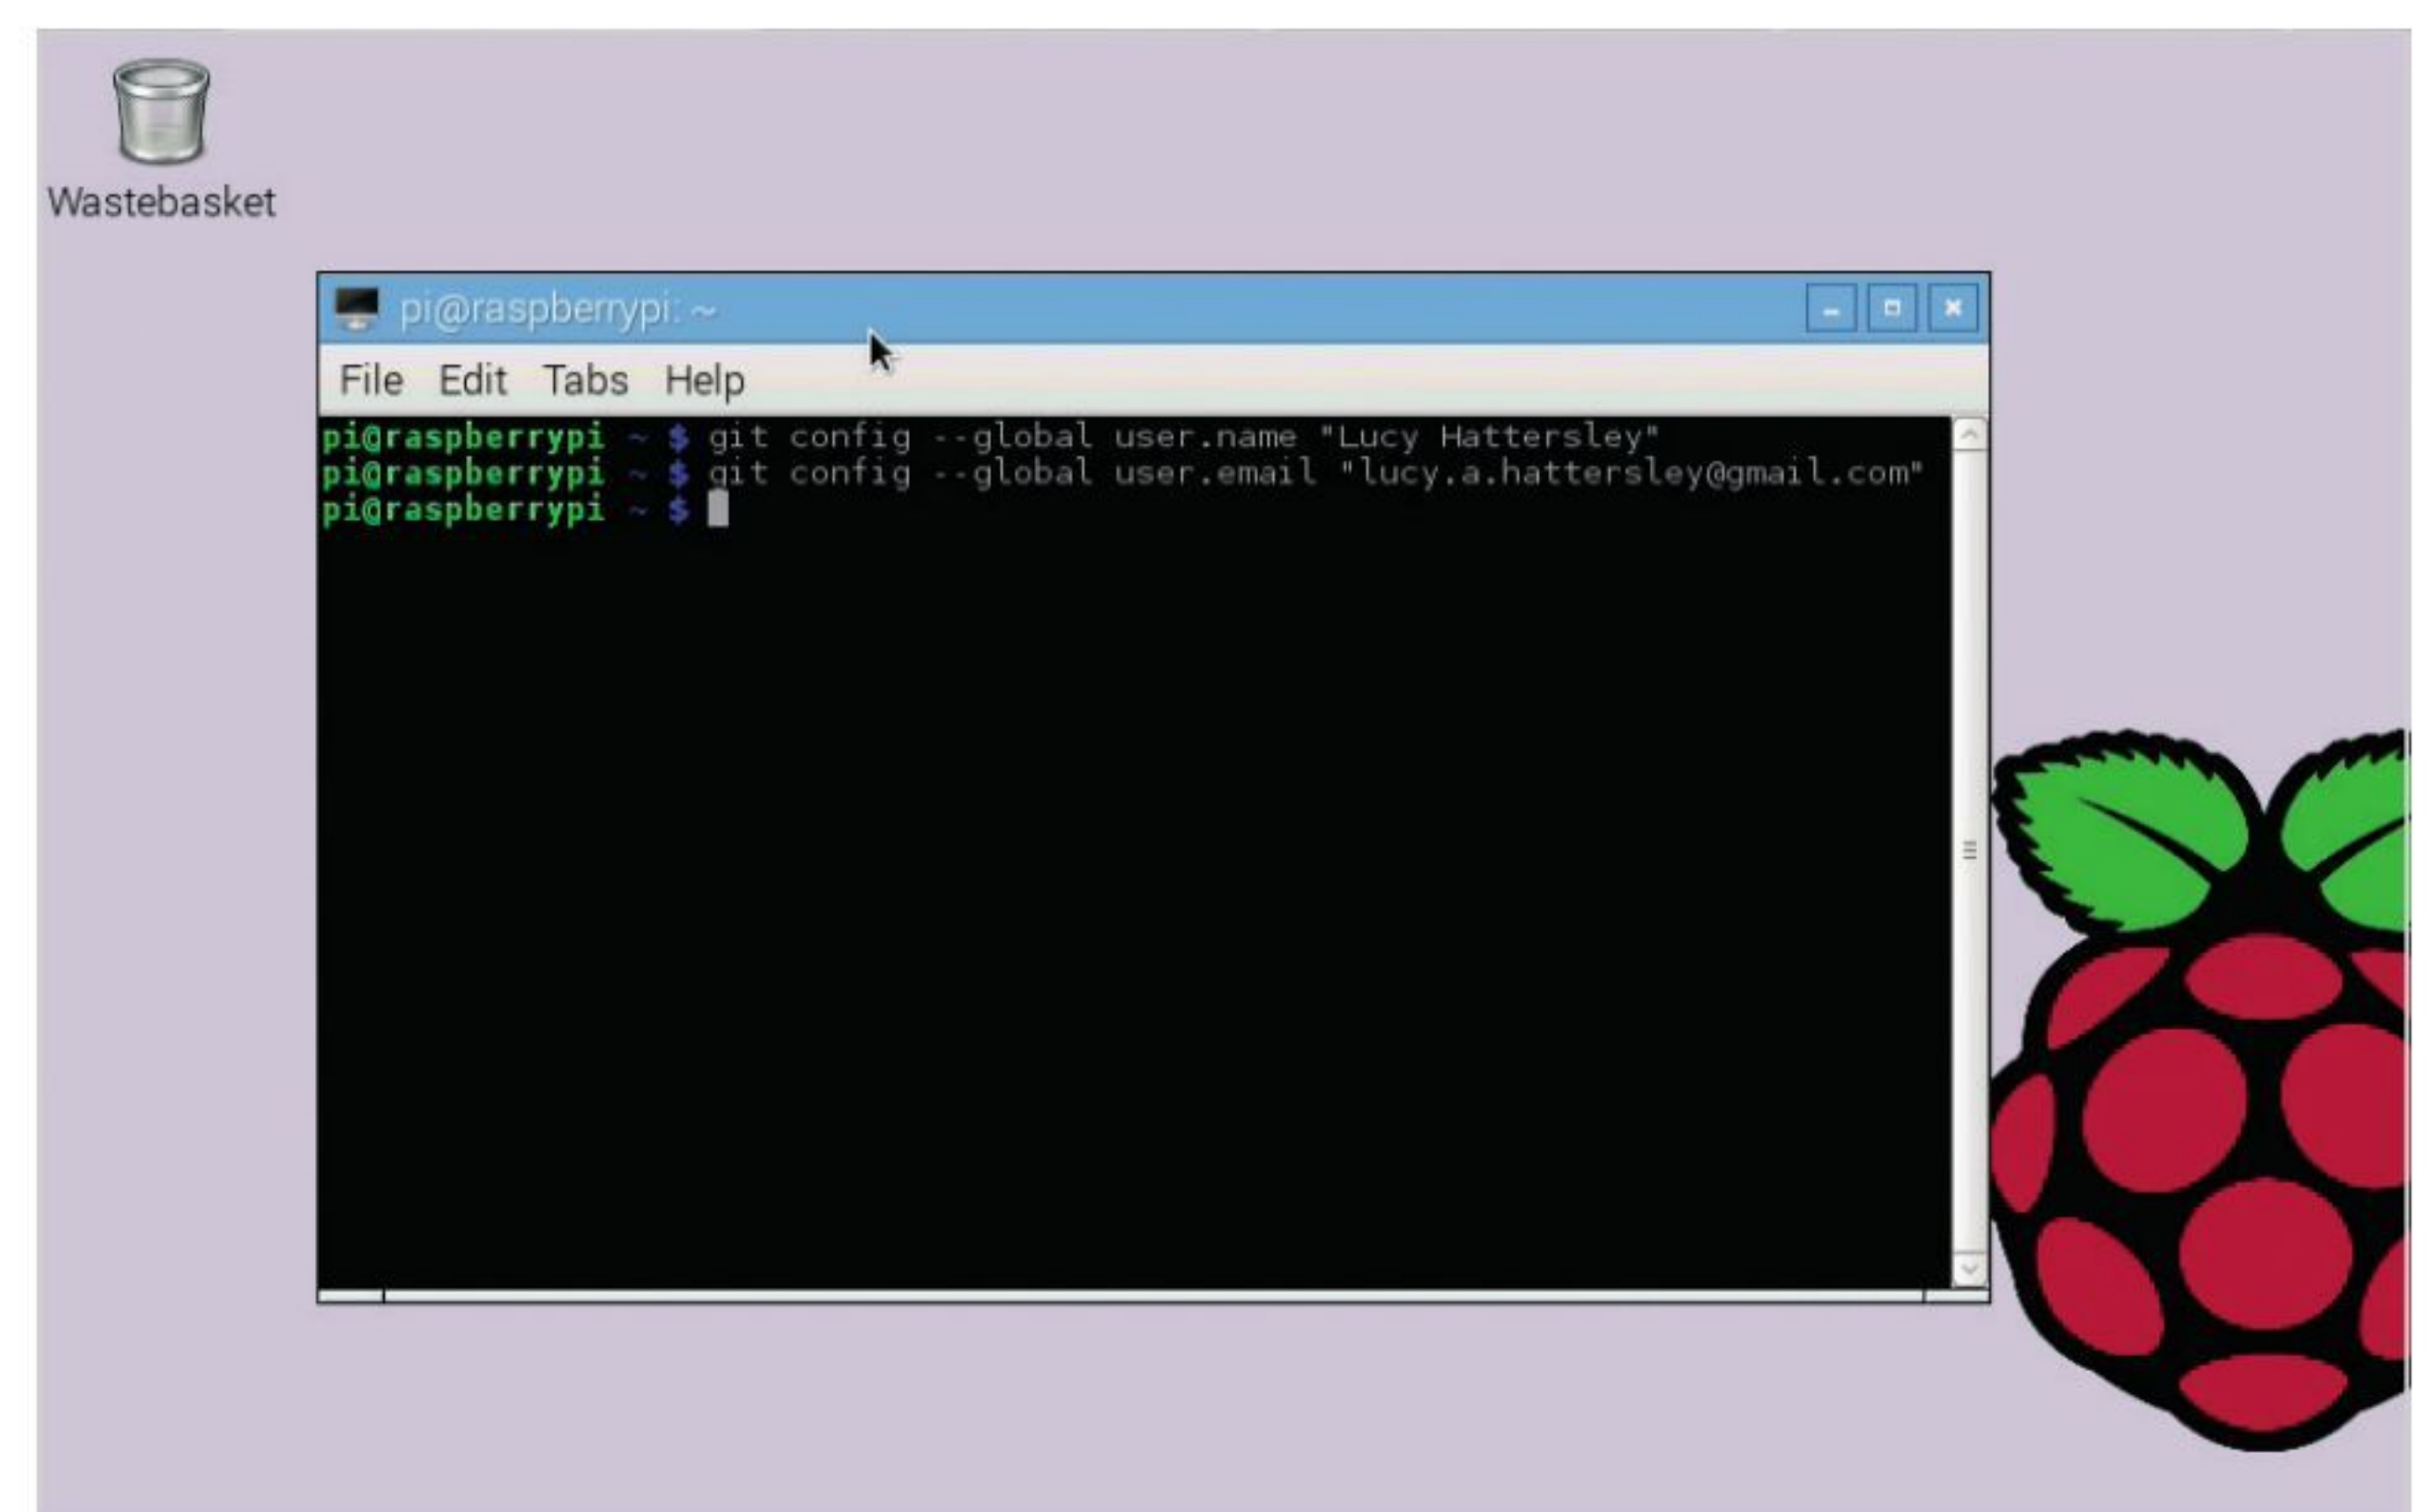 Wastebasket
pi@raspberrypi: ~
File Edit Tabs Help
pi@raspberrypi ~ $ git config --global user.name "Lucy Hattersley"
pi@raspberrypi ~ $ git config --global user.email "lucy.a.hattersley@gmail.com"
pi@raspberrypi ~ $